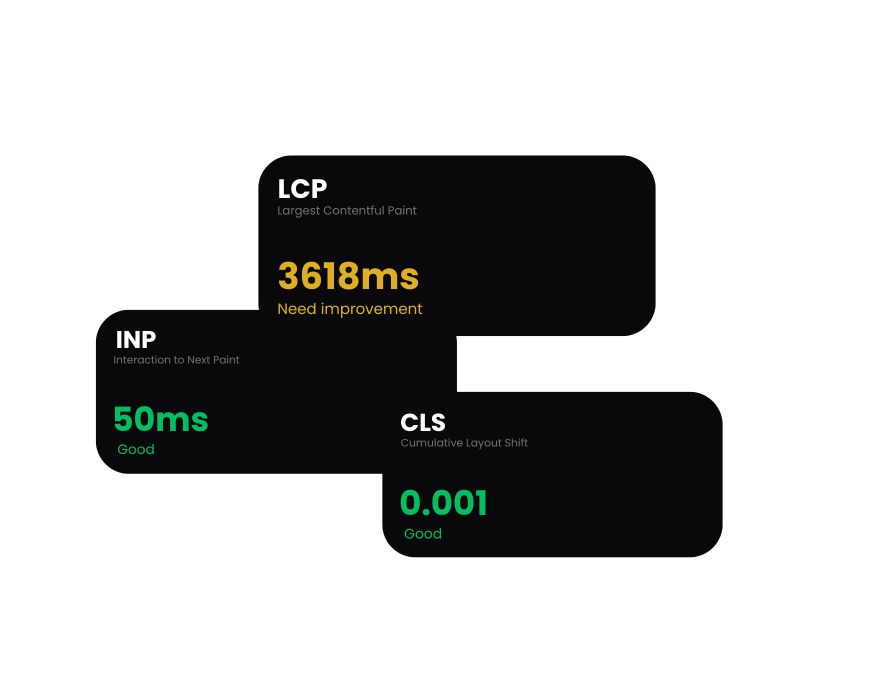 LCP
Largest Contentful Paint
3618ms
Need improvement
INP
Interaction to Next Paint
50ms
Good
CLS
Cumulative Layout Shift
0.001
Good